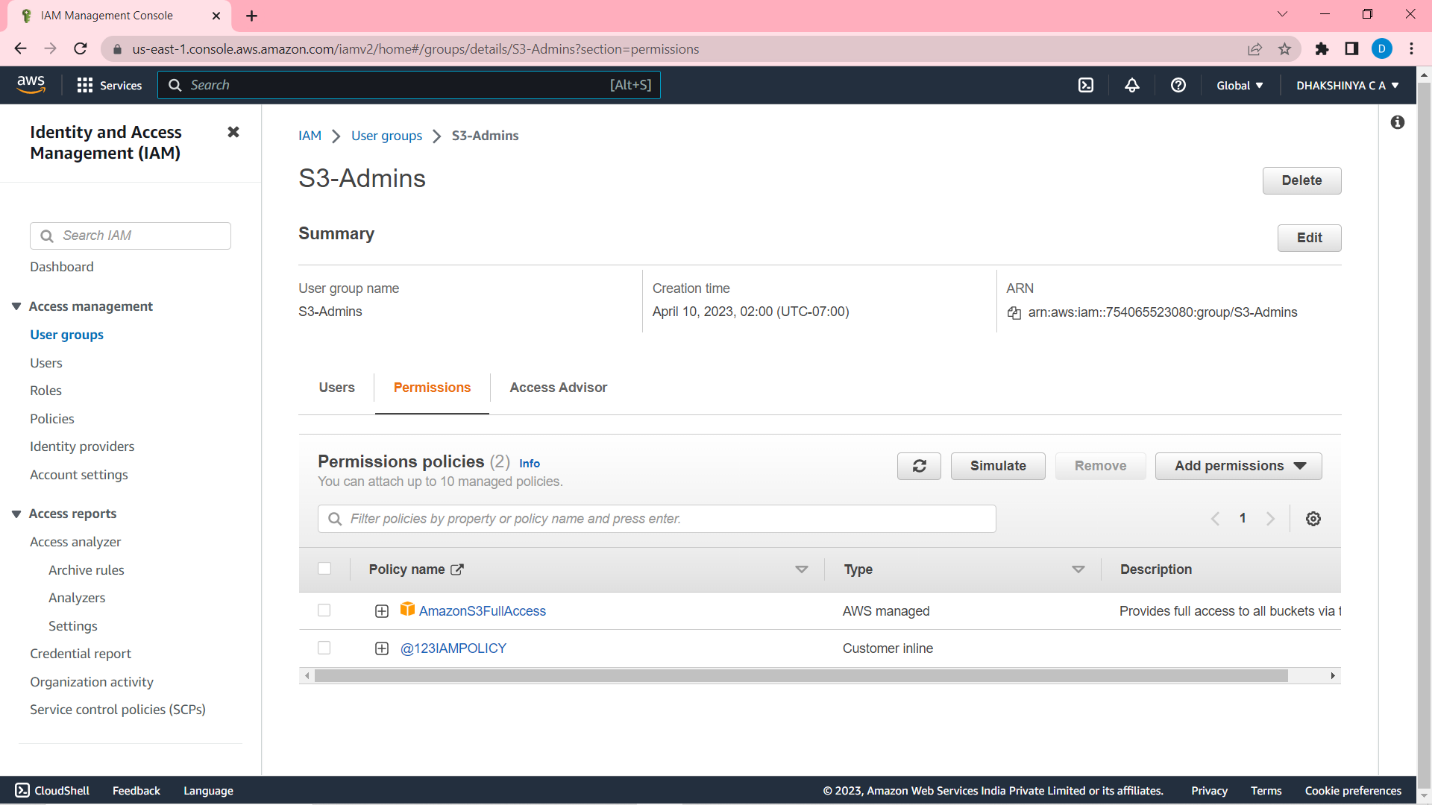 IAM Management Console
us-east-1.console.aws.amazon.com/iamv2/home#/groups/details/S3-Admins?section=permissions
D
aws
Services
Search
[Alt+S]
Global
DHAKSHINYA C A
Identity and Access
Management (IAM)
Search IAM
Dashboard
Access management
User groups
Users
Roles
Policies
Identity providers
Account settings
Access reports
Access analyzer
Archive rules
Analyzers
Settings
Credential report
Organization activity
Service control policies (SCPs)
IAM > User groups > S3-Admins
S3-Admins
Delete
Summary
Edit
User group name
S3-Admins
Creation time
April 10, 2023, 02:00 (UTC-07:00)
ARN
arn:aws:iam::754065523080:group/S3-Admins
Users
Permissions
Access Advisor
Permissions policies (2) Info
You can attach up to 10 managed policies.
Simulate
Remove
Add permissions
Filter policies by property or policy name and press enter.
1
Policy name
Type
Description
AmazonS3FullAccess
AWS managed
Provides full access to all buckets via
@123IAMPOLICY
Customer inline
CloudShell
Feedback
Language
© 2023, Amazon Web Services India Private Limited or its affiliates.
Privacy
Terms
Cookie preferences